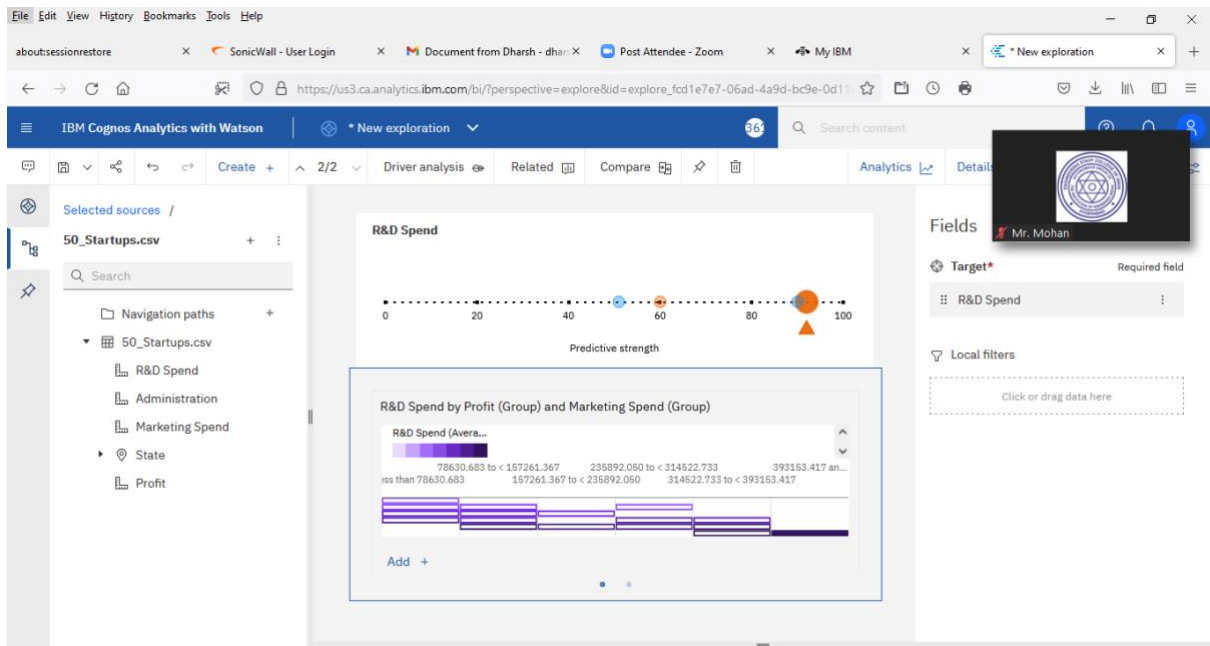 File Edit View History Bookmarks Tools Help
about:sessionrestore SonicWall - User Login Document from Dharsh - dhar Post Attendee - Zoom My IBM * New exploration
https://us3.ca.analytics.ibm.com/bi/?perspective=explore&id=explore_fcd1e7e7-06ad-4a9d-bc9e-0d11
IBM Cognos Analytics with Watson * New exploration 361 Search content
Create + 2/2 Driver analysis Related Compare Analytics Details
Selected sources /
50_Startups.csv
Search
Navigation paths
50_Startups.csv
R&D Spend
Administration
Marketing Spend
State
Profit
R&D Spend
0 20 40 60 80 100
Predictive strength
R&D Spend by Profit (Group) and Marketing Spend (Group)
R&D Spend (Avera...
78630.683 to < 157261.367 235892.050 to < 314522.733 393153.417 an...
ess than 78630.683 157261.367 to < 235892.050 314522.733 to < 393153.417
Add +
Fields
Mr. Mohan
Target* Required field
R&D Spend
Local filters
Click or drag data here